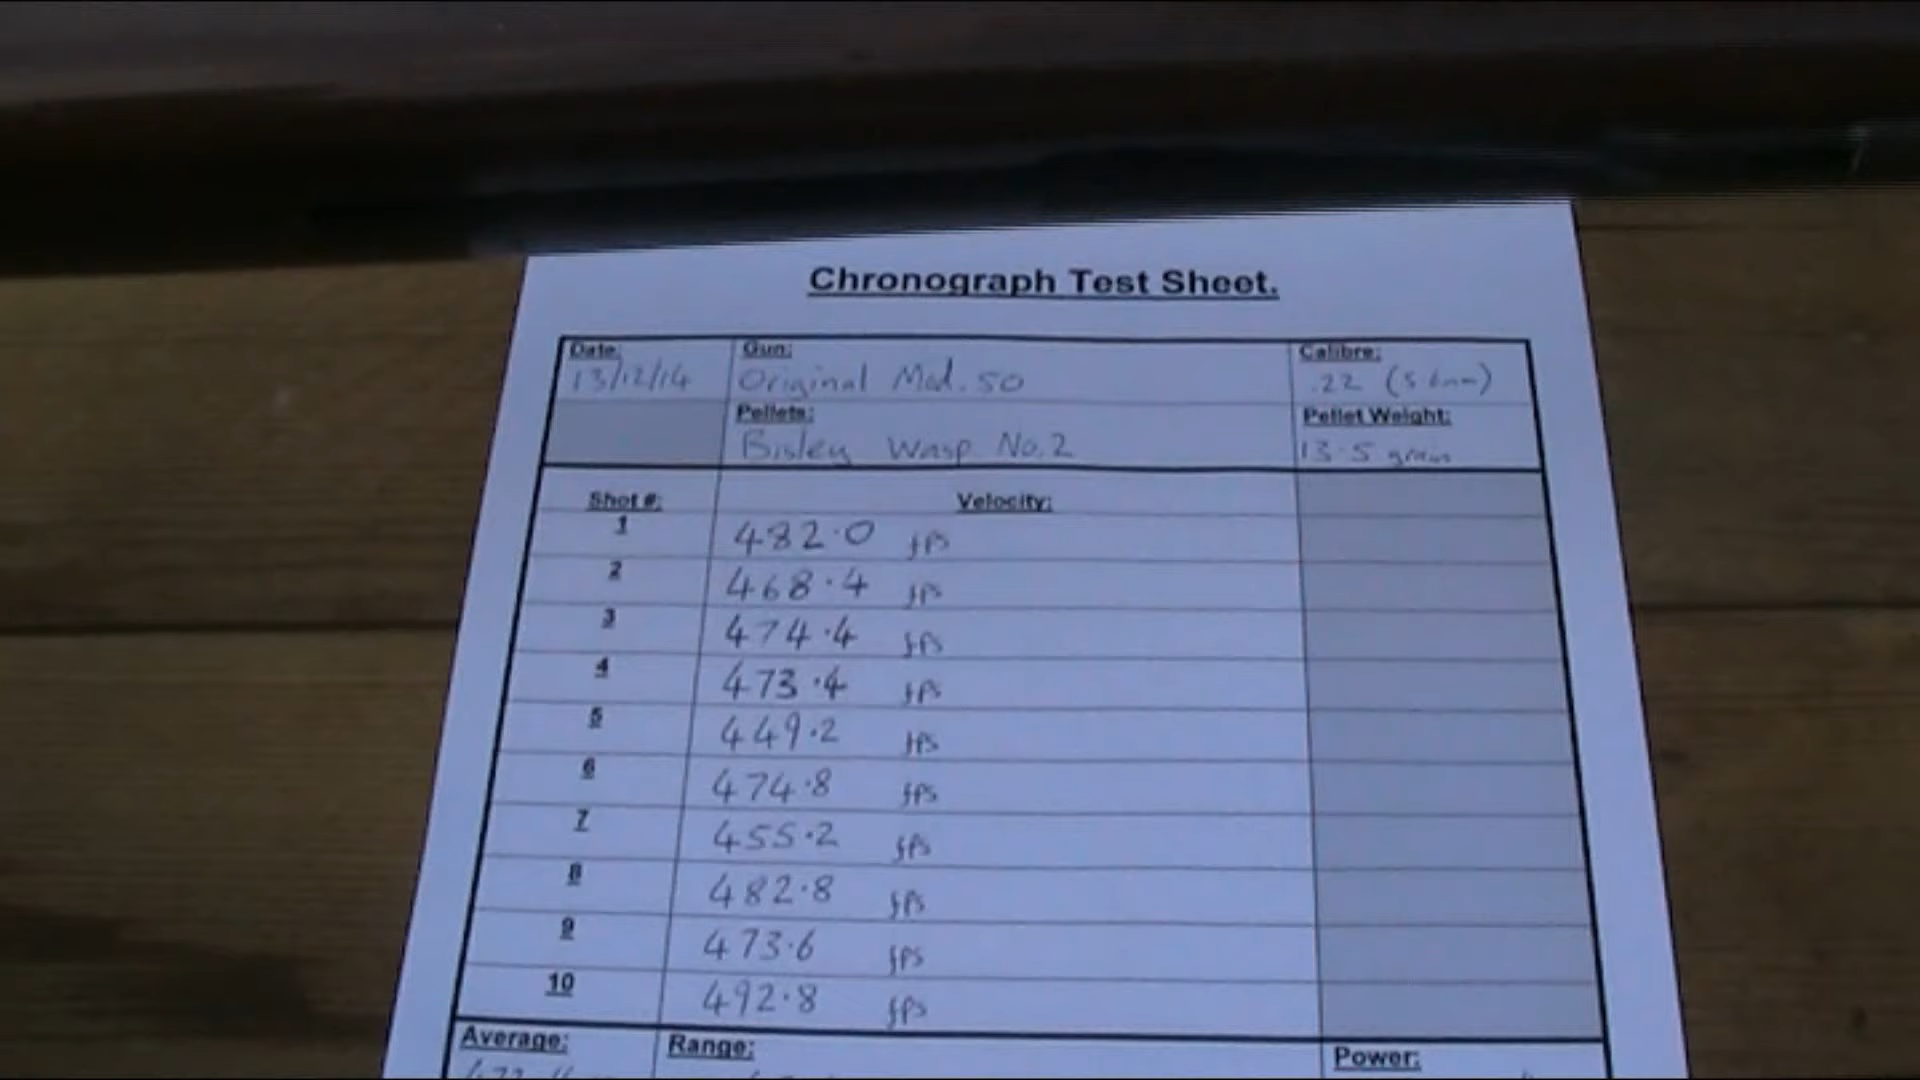 Chronograph Test Sheet.
Date: Gun: Calibre:
13/12/14 Original Mod. 50 .22 (5.6mm)
Pellets: Pellet Weight:
Bisley Wasp No.2 13.5 grain
Shot #: Velocity:
1 482.0 fps
2 468.4 fps
3 474.4 fps
4 473.4 fps
5 449.2 fps
6 474.8 fps
7 455.2 fps
8 482.8 fps
9 473.6 fps
10 492.8 fps
Average: Range: Power: